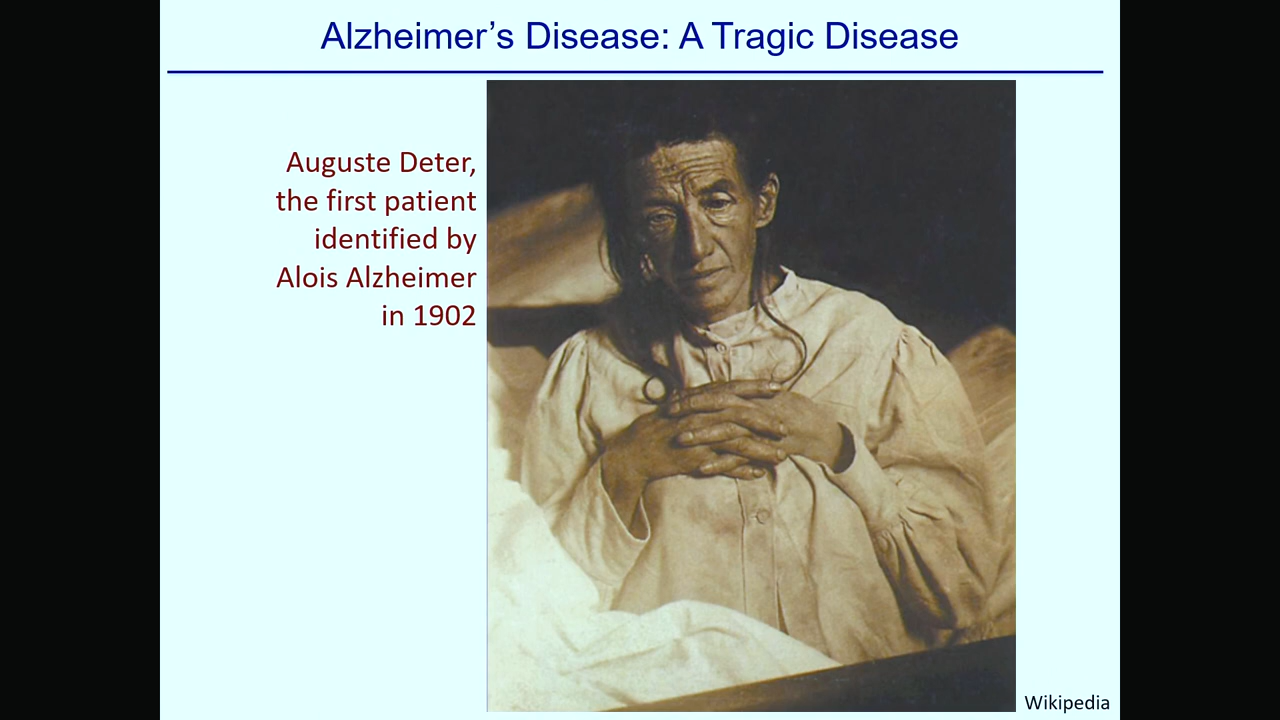 Alzheimer’s Disease: A Tragic Disease
Auguste Deter,
the first patient
identified by
Alois Alzheimer
in 1902
Wikipedia